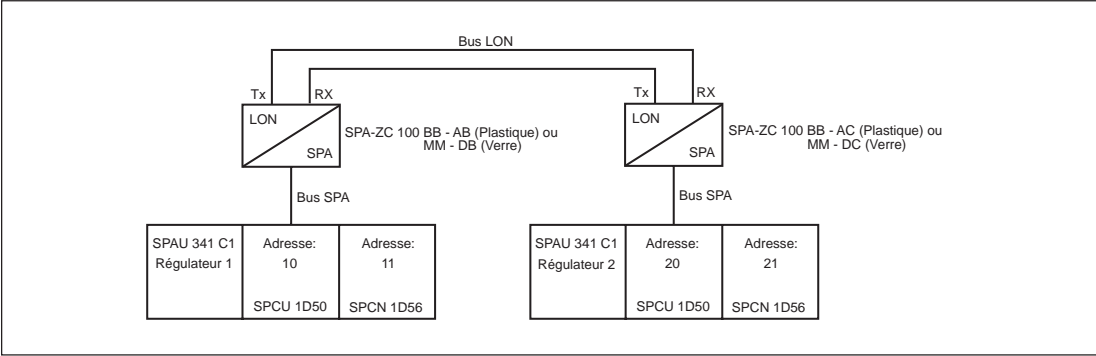 Bus LON
Tx
RX
LON
SPA
SPA-ZC 100 BB - AB (Plastique) ou
MM - DB (Verre)
Bus SPA
SPAU 341 C1
Régulateur 1
Adresse:
10
SPCU 1D50
Adresse:
11
SPCN 1D56
Tx
RX
LON
SPA
SPA-ZC 100 BB - AC (Plastique) ou
MM - DC (Verre)
Bus SPA
SPAU 341 C1
Régulateur 2
Adresse:
20
SPCU 1D50
Adresse:
21
SPCN 1D56